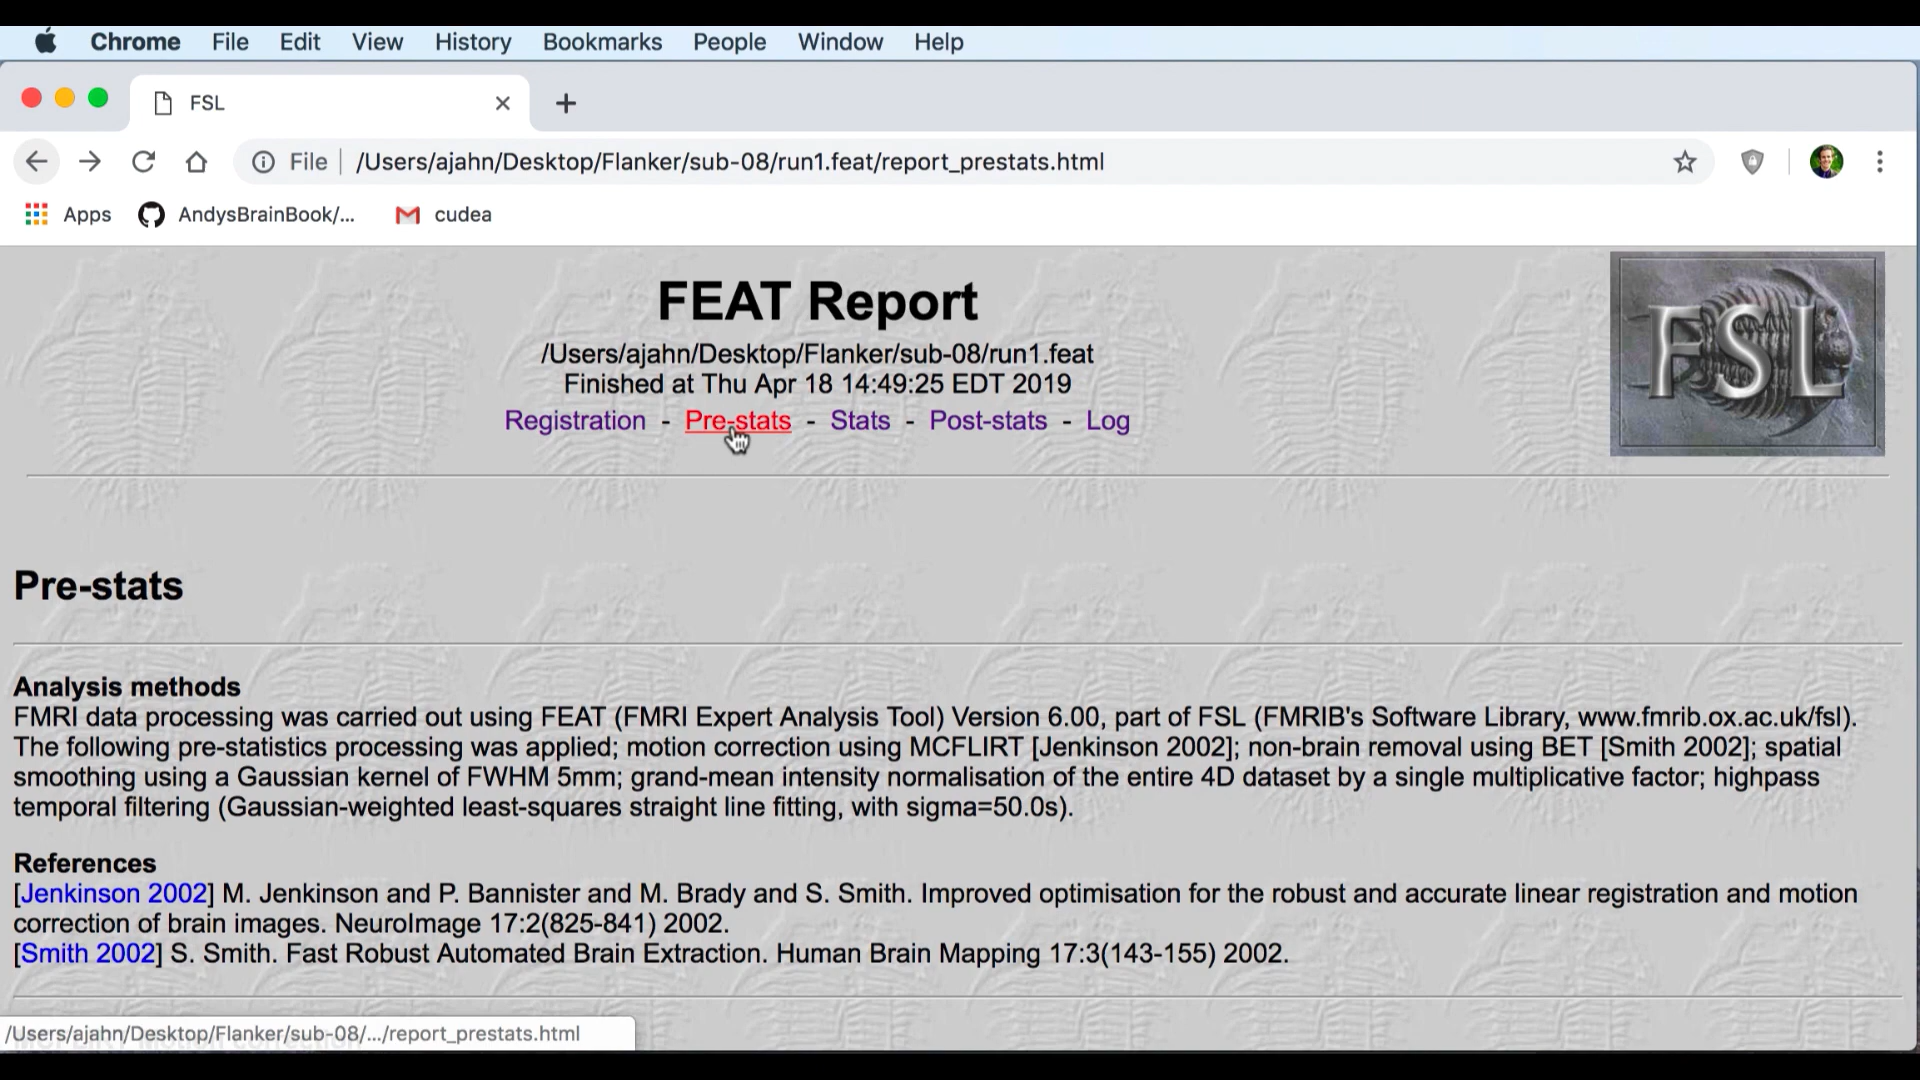 Chrome File Edit View History Bookmarks People Window Help
FSL
File /Users/ajahn/Desktop/Flanker/sub-08/run1.feat/report_prestats.html
Apps AndysBrainBook/... cudea
FEAT Report
FSL
/Users/ajahn/Desktop/Flanker/sub-08/run1.feat
Finished at Thu Apr 18 14:49:25 EDT 2019
Registration - Pre-stats - Stats - Post-stats - Log
Pre-stats
Analysis methods
FMRI data processing was carried out using FEAT (FMRI Expert Analysis Tool) Version 6.00, part of FSL (FMRIB's Software Library, www.fmrib.ox.ac.uk/fsl).
The following pre-statistics processing was applied; motion correction using MCFLIRT [Jenkinson 2002]; non-brain removal using BET [Smith 2002]; spatial
smoothing using a Gaussian kernel of FWHM 5mm; grand-mean intensity normalisation of the entire 4D dataset by a single multiplicative factor; highpass
temporal filtering (Gaussian-weighted least-squares straight line fitting, with sigma=50.0s).
References
[Jenkinson 2002] M. Jenkinson and P. Bannister and M. Brady and S. Smith. Improved optimisation for the robust and accurate linear registration and motion
correction of brain images. NeuroImage 17:2(825-841) 2002.
[Smith 2002] S. Smith. Fast Robust Automated Brain Extraction. Human Brain Mapping 17:3(143-155) 2002.
/Users/ajahn/Desktop/Flanker/sub-08/.../report_prestats.html